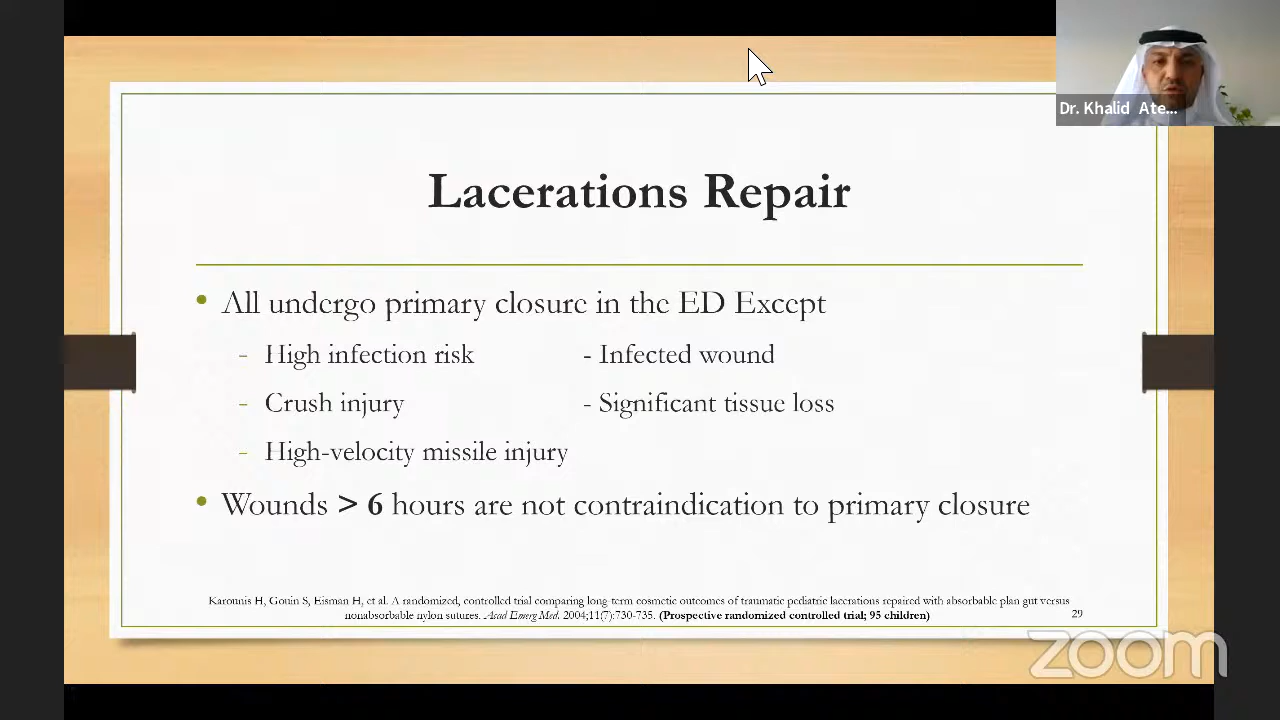 Dr. Khalid Ate...
Lacerations Repair
• All undergo primary closure in the ED Except
- High infection risk - Infected wound
- Crush injury - Significant tissue loss
- High-velocity missile injury
• Wounds > 6 hours are not contraindication to primary closure
Karounis H, Gouin S, Eisman H, et al. A randomized, controlled trial comparing long-term cosmetic outcomes of traumatic pediatric lacerations repaired with absorbable plan gut versus
nonabsorbable nylon sutures. Acad Emerg Med. 2004;11(7):730-735. (Prospective randomized controlled trial; 95 children)
29
zoom